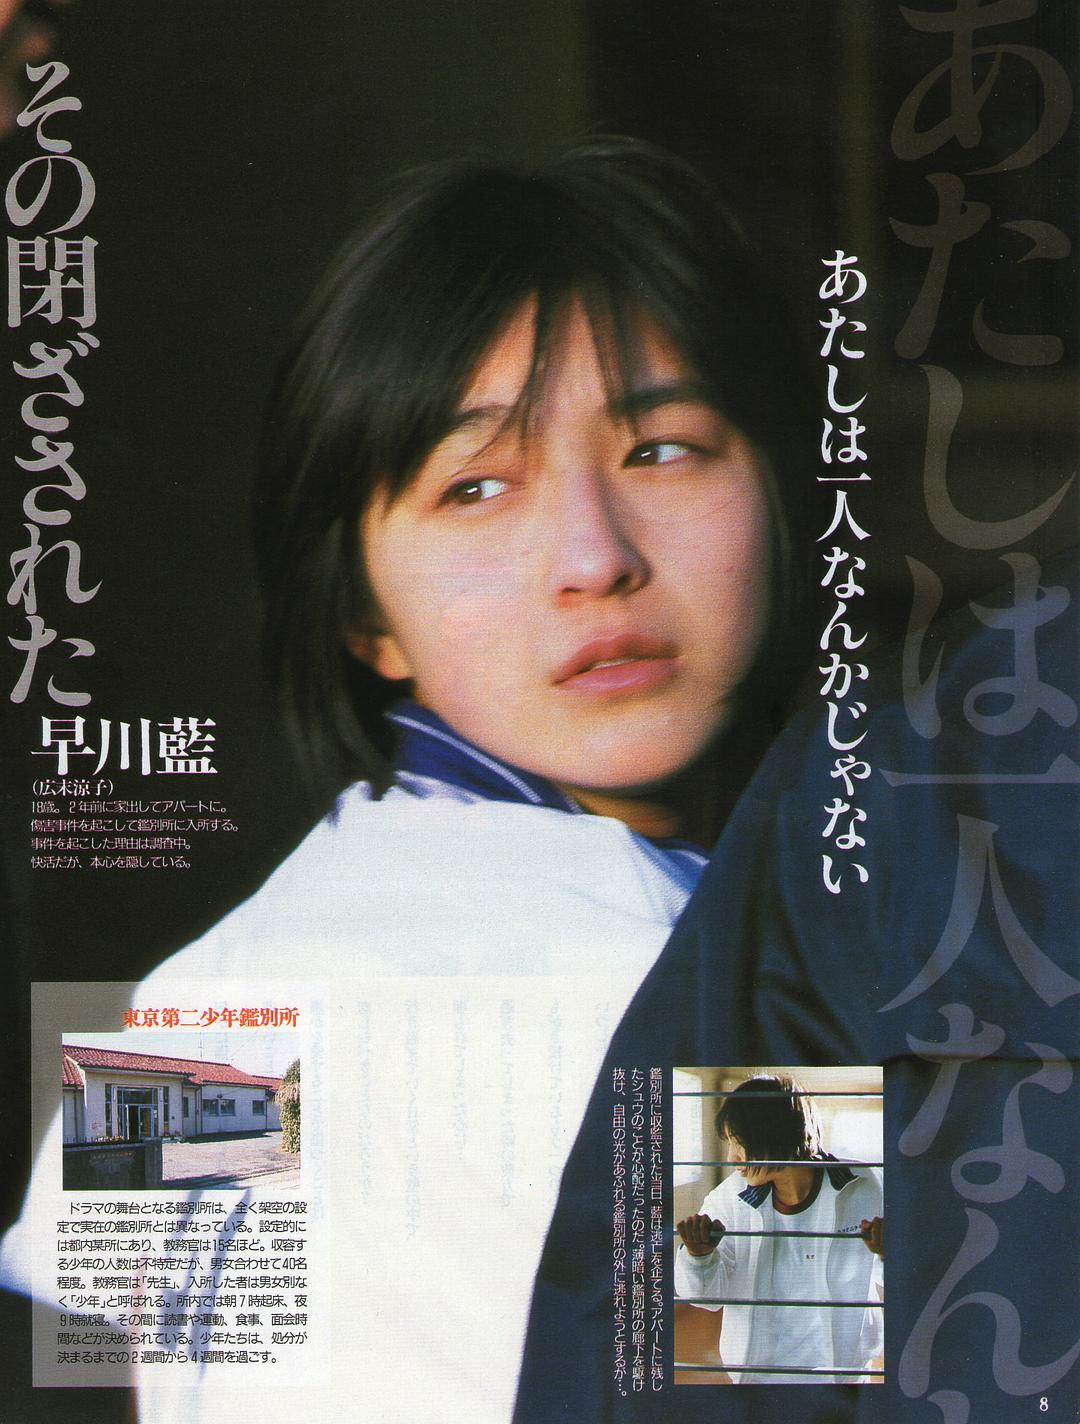 あたしは一人なん
あたしは一人なんかじゃない
その閉ざされた
早川藍
（広末涼子）
18歳。2年前に家出してアパートに。
傷害事件を起こして鑑別所に入所する。
事件を起こした理由は調査中。
快活だが、本心を隠している。
東京第二少年鑑別所
ドラマの舞台となる鑑別所は、全く架空の設
定で実在の鑑別所とは異なっている。設定的に
は都内某所にあり、教務官は15名ほど。収容す
る少年の人数は不特定だが、男女合わせて40名
程度。教務官は「先生」、入所した者は男女別な
く「少年」と呼ばれる。所内では朝7時起床、夜
9時就寝。その間に読書や運動、食事、面会時
間などが決められている。少年たちは、処分が
決まるまでの2週間から4週間を過ごす。
鑑別所に収監された当日、藍は逃亡を企てる。アパートに残し
たシュウのことが心配だったのだ。薄暗い鑑別所の廊下を駆け
抜け、自由の光があふれる鑑別所の外に逃れようとするが…。
8